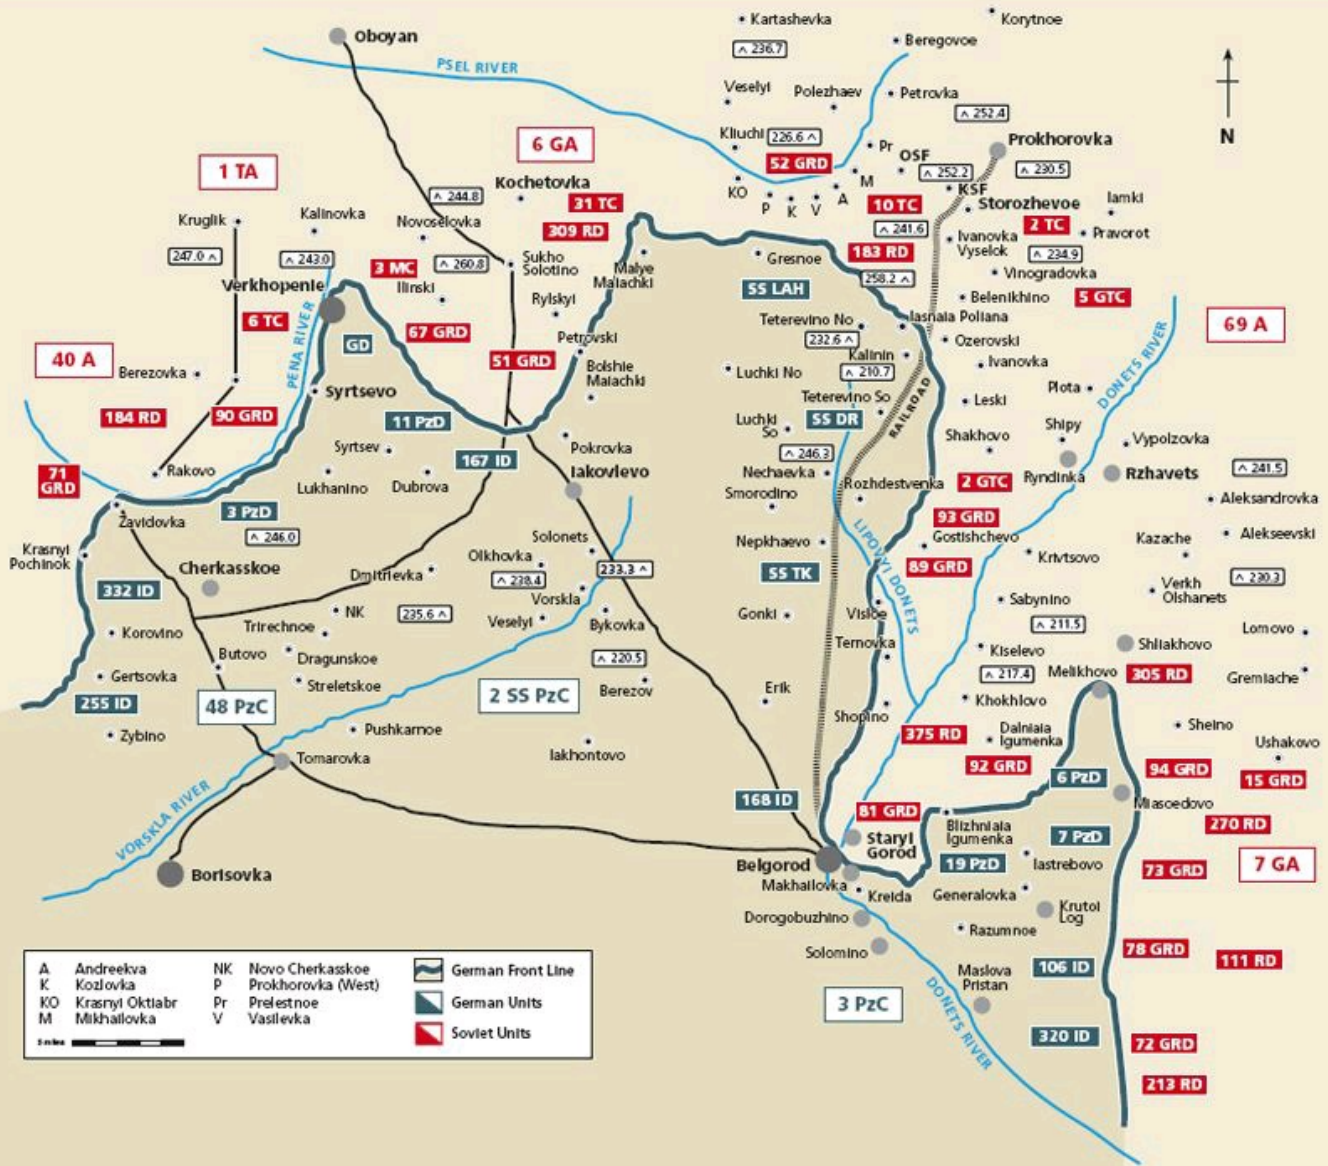 Kartashevka
Korytnoe
Oboyan
Beregovoe
236.7
PSEL RIVER
Veselyi
Polezhaev
Petrovka
252.4
6 GA
Kliuchi
226.6
Pr
Prokhorovka
1 TA
52 GRD
OSF
252.2
230.5
Kochetovka
244.8
KO
P
K
V
A
M
KSF
31 TC
10 TC
Storozhevoe
Iamki
Kruglik
Kalinovka
Novoselovka
309 RD
241.6
2 TC
Pravorot
Ivanovka
Vyselok
234.9
247.0
243.0
3 MC
260.8
Sukho
Solotino
Malye
Maiachki
Gresnoe
183 RD
258.2
Vinogradovka
Verkhopenie
Ilinski
Rylskyi
SS LAH
Belenikhino
5 GTC
6 TC
67 GRD
Petrovski
Teterevino No
Iasnaia Poliana
69 A
PENA RIVER
GD
51 GRD
232.6
Ozerovski
DONETS RIVER
40 A
Berezovka
Bolshie
Maiachki
Luchki No
Kalinin
210.7
Ivanovka
Plota
184 RD
90 GRD
Syrtsevo
11 PzD
Teterevino So
RAILROAD
Leski
Luchki
So
SS DR
Shipy
Syrtsev
Pokrovka
246.3
Shakhovo
Vypolzovka
71
GRD
Rakovo
167 ID
Iakovlevo
Nechaevka
Rozhdestvenka
2 GTC
Ryndinka
Rzhavets
241.5
Lukhanino
Dubrova
Smorodino
Aleksandrovka
Zavidovka
3 PzD
93 GRD
246.0
Solonets
Nepkhaevo
LIPOVYI DONETS
Gostishchevo
Kazache
Alekseevski
Krasnyi
Pochinok
Cherkasskoe
Olkhovka
238.4
233.3
SS TK
89 GRD
Krivtsovo
332 ID
Dmitrievka
Vorskla
Verkh
Olshanets
230.3
NK
235.6
Veselyi
Bykovka
Gonki
Visloe
Sabynino
211.5
Korovino
Trirechnoe
Ternovka
Lomovo
Butovo
Dragunskoe
220.5
Kiselevo
Shliakhovo
Gertsovka
Streletskoe
Berezov
217.4
Melikhovo
305 RD
Gremiache
255 ID
48 PzC
2 SS PzC
Erik
Khokhlovo
Zybino
Pushkarnoe
Shopino
375 RD
Dalniaia
Igumenka
Sheino
Iakhontovo
Ushakovo
Tomarovka
92 GRD
6 PzD
94 GRD
15 GRD
VORSKLA RIVER
168 ID
81 GRD
Miasoedovo
Staryi
Gorod
Blizhniaia
Igumenka
7 PzD
270 RD
Borisovka
Belgorod
19 PzD
Iastrebovo
73 GRD
7 GA
Makhailovka
Kreida
Generalovka
Krutoi
Log
Dorogobuzhino
Razumnoe
Solomino
78 GRD
111 RD
Maslova
Pristan
106 ID
3 PzC
DONETS RIVER
320 ID
72 GRD
213 RD
N
A Andreekva NK Novo Cherkasskoe German Front Line
K Kozlovka P Prokhorovka (West)
KO Krasnyi Oktiabr Pr Prelestnoe German Units
M Mikhailovka V Vasilevka
Soviet Units
5 miles